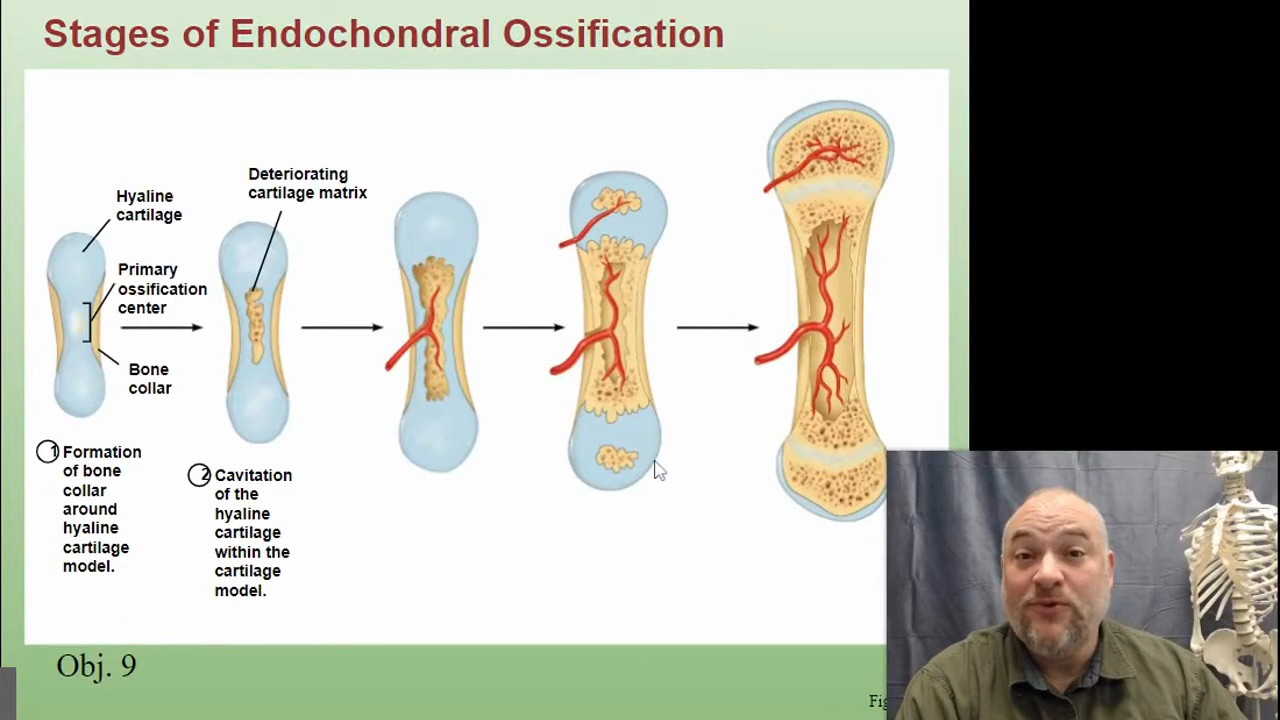 Stages of Endochondral Ossification
Deteriorating
cartilage matrix
Hyaline
cartilage
Primary
ossification
center
Bone
collar
1 Formation
of bone
collar
around
hyaline
cartilage
model.
2 Cavitation
of the
hyaline
cartilage
within the
cartilage
model.
Obj. 9